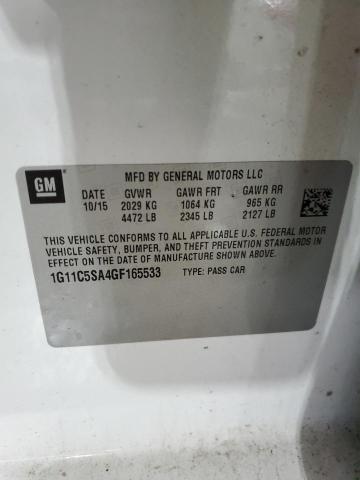 GM
MFD BY GENERAL MOTORS LLC
DATE GVWR GAWR FRT GAWR RR
10/15 2029 KG 1064 KG 965 KG
4472 LB 2345 LB 2127 LB
THIS VEHICLE CONFORMS TO ALL APPLICABLE U.S. FEDERAL MOTOR
VEHICLE SAFETY, BUMPER, AND THEFT PREVENTION STANDARDS IN
EFFECT ON THE DATE OF MANUFACTURE SHOWN ABOVE.
1G11C5SA4GF165533 TYPE: PASS CAR